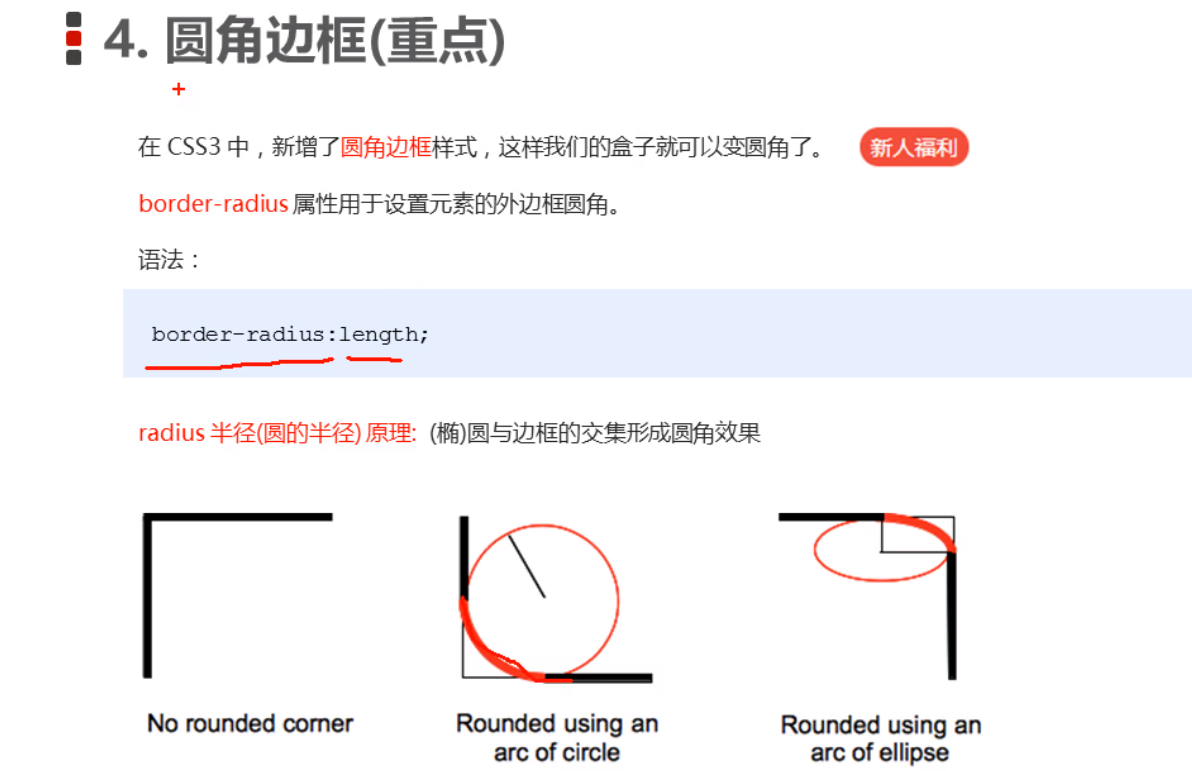 4. 圆角边框(重点)
在 CSS3 中，新增了圆角边框样式，这样我们的盒子就可以变圆角了。 新人福利
border-radius 属性用于设置元素的外边框圆角。
语法：
border-radius:length;
radius 半径(圆的半径) 原理: (椭)圆与边框的交集形成圆角效果
No rounded corner
Rounded using an
arc of circle
Rounded using an
arc of ellipse